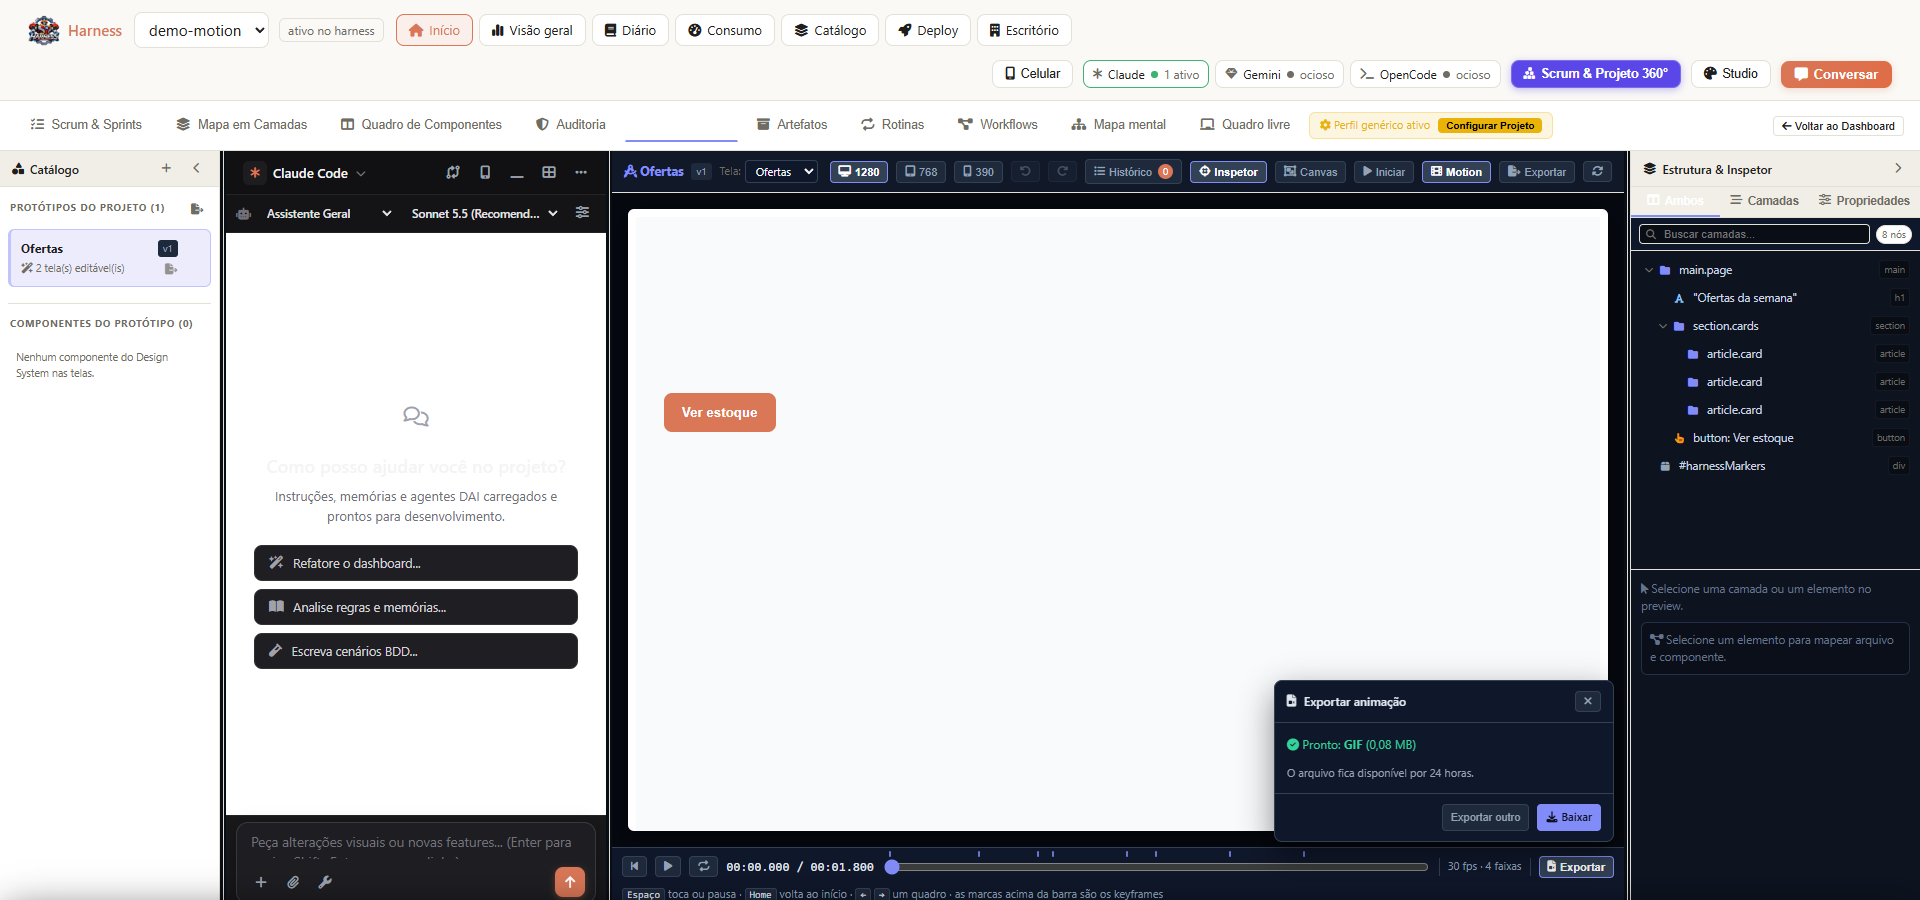 Harness
demo-motion
ativo no harness
Início
Visão geral
Diário
Consumo
Catálogo
Deploy
Escritório
Celular
Claude ● 1 ativo
Gemini ● ocioso
OpenCode ● ocioso
Scrum & Projeto 360°
Studio
Conversar
Scrum & Sprints
Mapa em Camadas
Quadro de Componentes
Auditoria
Artefatos
Rotinas
Workflows
Mapa mental
Quadro livre
Perfil genérico ativo
Configurar Projeto
← Voltar ao Dashboard
Catálogo
PROTÓTIPOS DO PROJETO (1)
Ofertas
v1
2 tela(s) editável(is)
COMPONENTES DO PROTÓTIPO (0)
Nenhum componente do Design
System nas telas.
Claude Code
Assistente Geral
Sonnet 5.5 (Recomend...
Como posso ajudar você no projeto?
Instruções, memórias e agentes DAI carregados e
prontos para desenvolvimento.
Refatore o dashboard...
Analise regras e memórias...
Escreva cenários BDD...
Peça alterações visuais ou novas features... (Enter para
Ofertas
v1
Tela:
Ofertas
1280
768
390
Histórico 0
Inspetor
Canvas
Iniciar
Motion
Exportar
Ver estoque
Exportar animação
Pronto: GIF (0,08 MB)
O arquivo fica disponível por 24 horas.
Exportar outro
Baixar
00:00.000 / 00:01.800
30 fps · 4 faixas
Exportar
Espaço toca ou pausa · Home volta ao início · ← → um quadro · as marcas acima da barra são os keyframes
Estrutura & Inspetor
Ambos
Camadas
Propriedades
Buscar camadas...
8 nós
main.page
main
"Ofertas da semana"
h1
section.cards
section
article.card
article
article.card
article
article.card
article
button: Ver estoque
button
#harnessMarkers
div
Selecione uma camada ou um elemento no
preview.
Selecione um elemento para mapear arquivo
e componente.